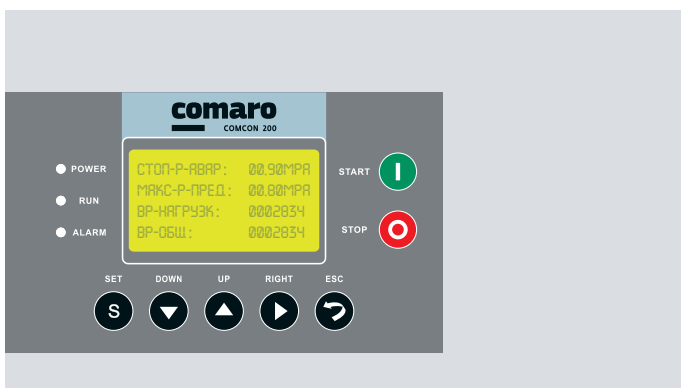 comaro
COMCON 200
POWER
RUN
ALARM
СТОП-Р-АВАР: 00.90MPA
МАКС-Р-ПРЕД.: 00.80MPA
ВР-НАГРУЗК: 0002834
ВР-ОБЩ.: 0002834
START
STOP
SET DOWN UP RIGHT ESC
S